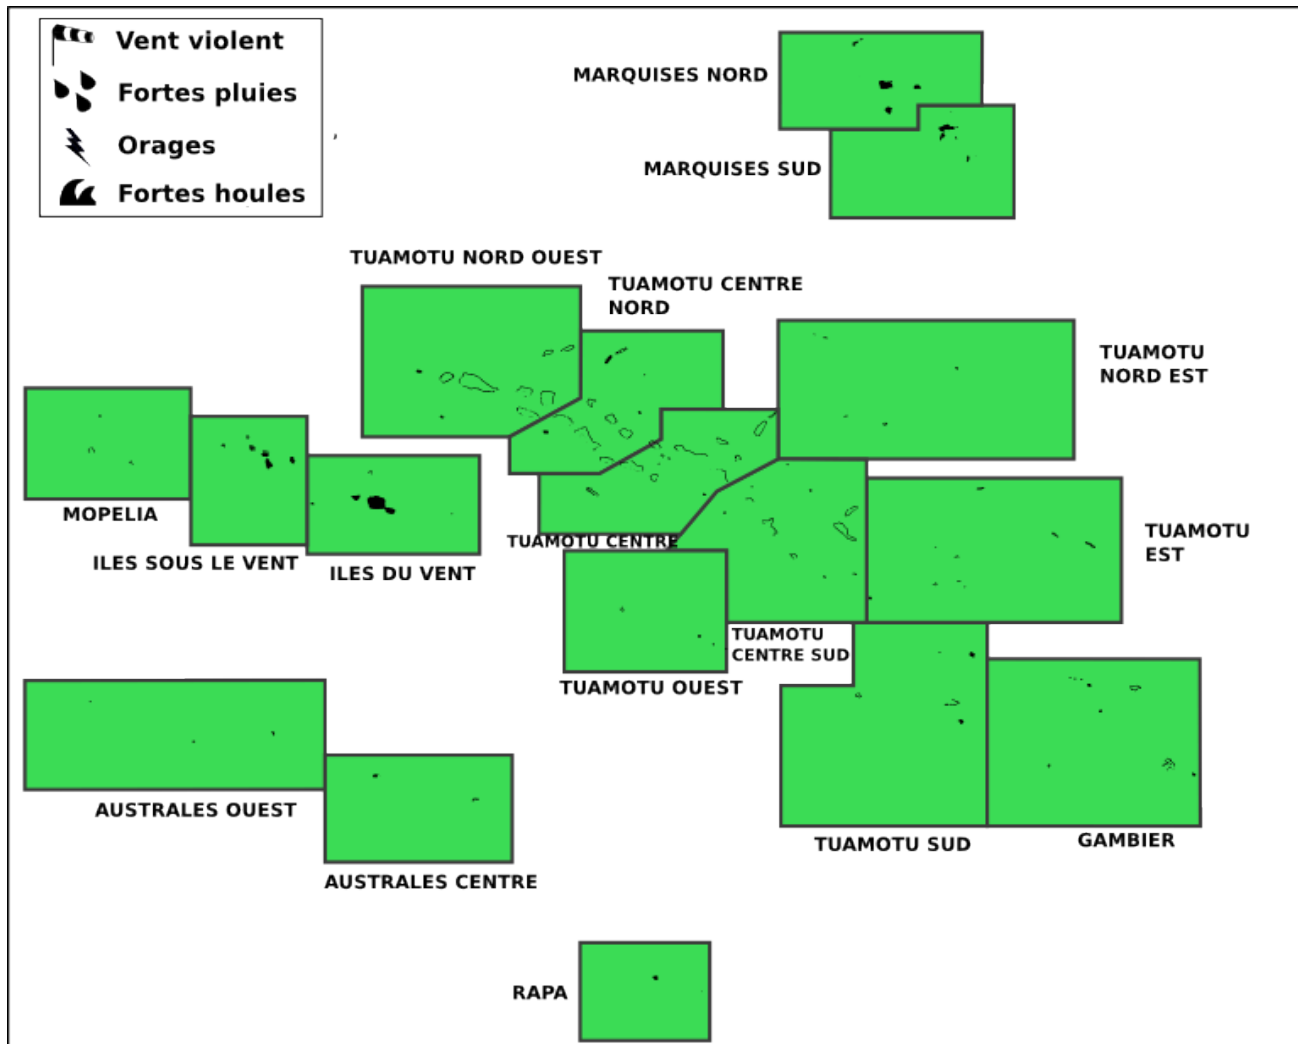 Vent violent
Fortes pluies
Orages
Fortes houles
MARQUISES NORD
MARQUISES SUD
TUAMOTU NORD OUEST
TUAMOTU CENTRE
NORD
TUAMOTU
NORD EST
MOPELIA
ILES SOUS LE VENT
ILES DU VENT
TUAMOTU CENTRE
TUAMOTU
EST
TUAMOTU
CENTRE SUD
TUAMOTU OUEST
AUSTRALES OUEST
TUAMOTU SUD
GAMBIER
AUSTRALES CENTRE
RAPA